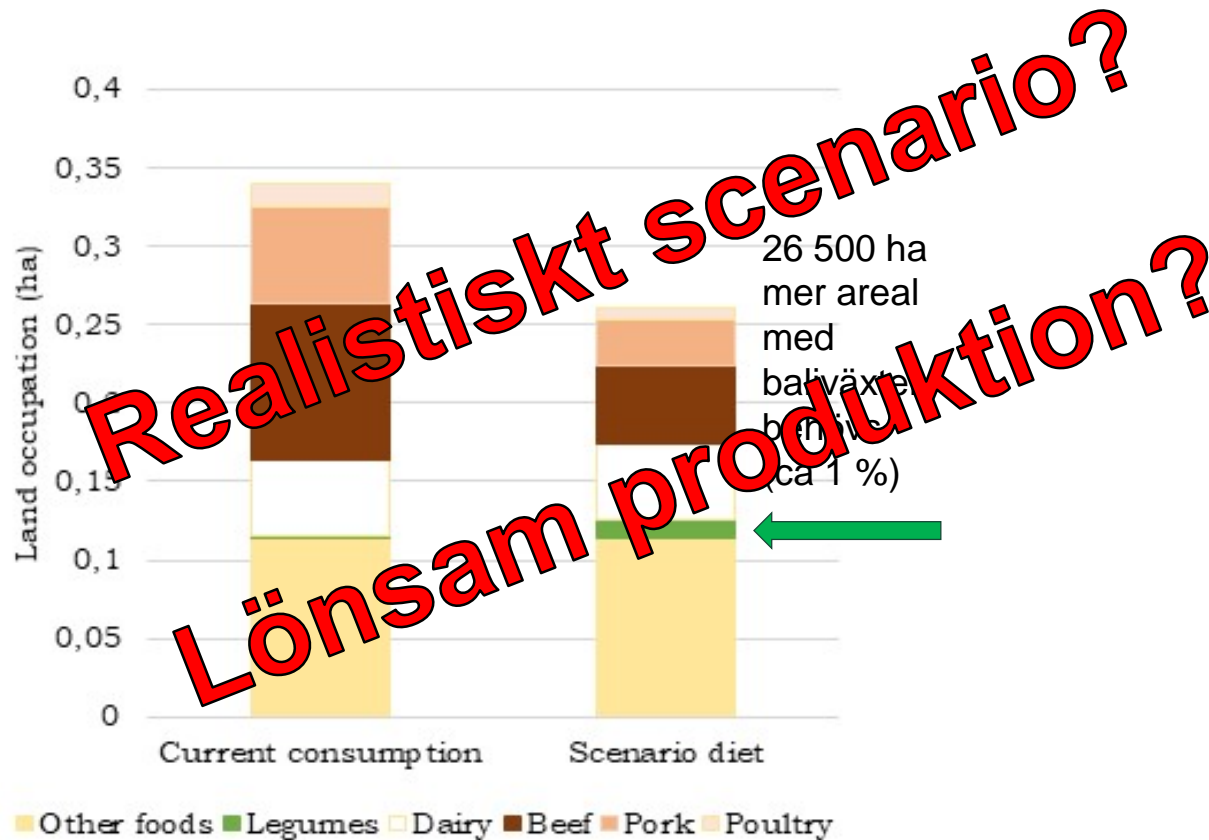 Realistiskt scenario?
Lönsam produktion?
26 500 ha
mer areal
med
baljväxter
behövs
(ca 1 %)
Land occupation (ha)
0,4
0,35
0,3
0,25
0,15
0,1
0,05
0
Current consumption
Scenario diet
Other foods Legumes Dairy Beef Pork Poultry